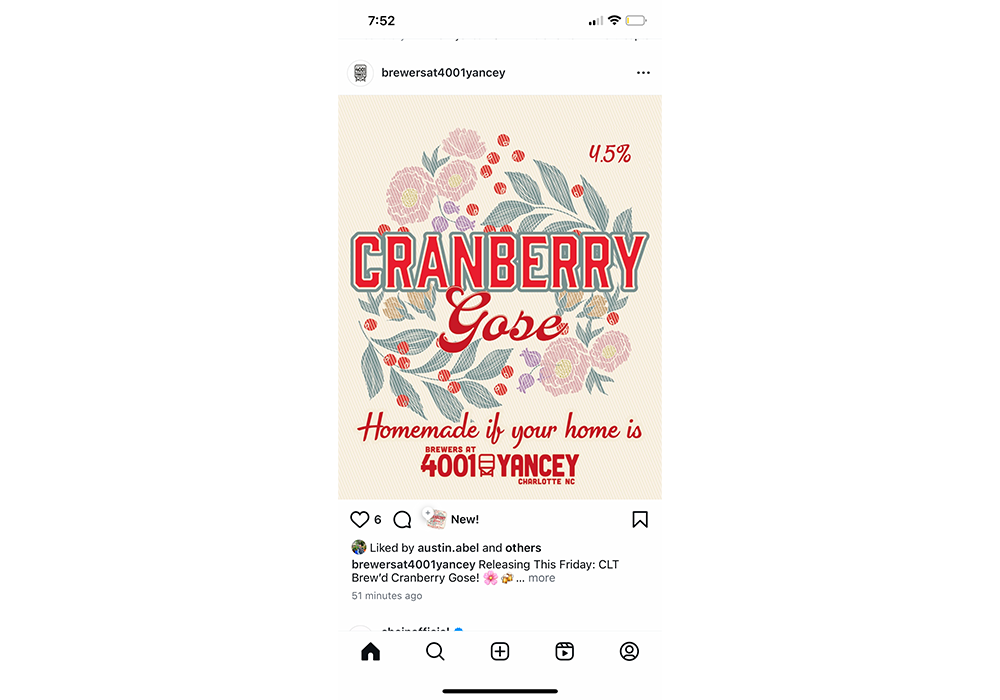 7:52
brewersat4001yancey
4.5%
CRANBERRY
Gose
Homemade if your home is
BREWERS AT
4001 YANCEY
CHARLOTTE NC
6
New!
Liked by austin.abel and others
brewersat4001yancey Releasing This Friday: CLT
Brew'd Cranberry Gose! 🌸 🍻 ... more
51 minutes ago